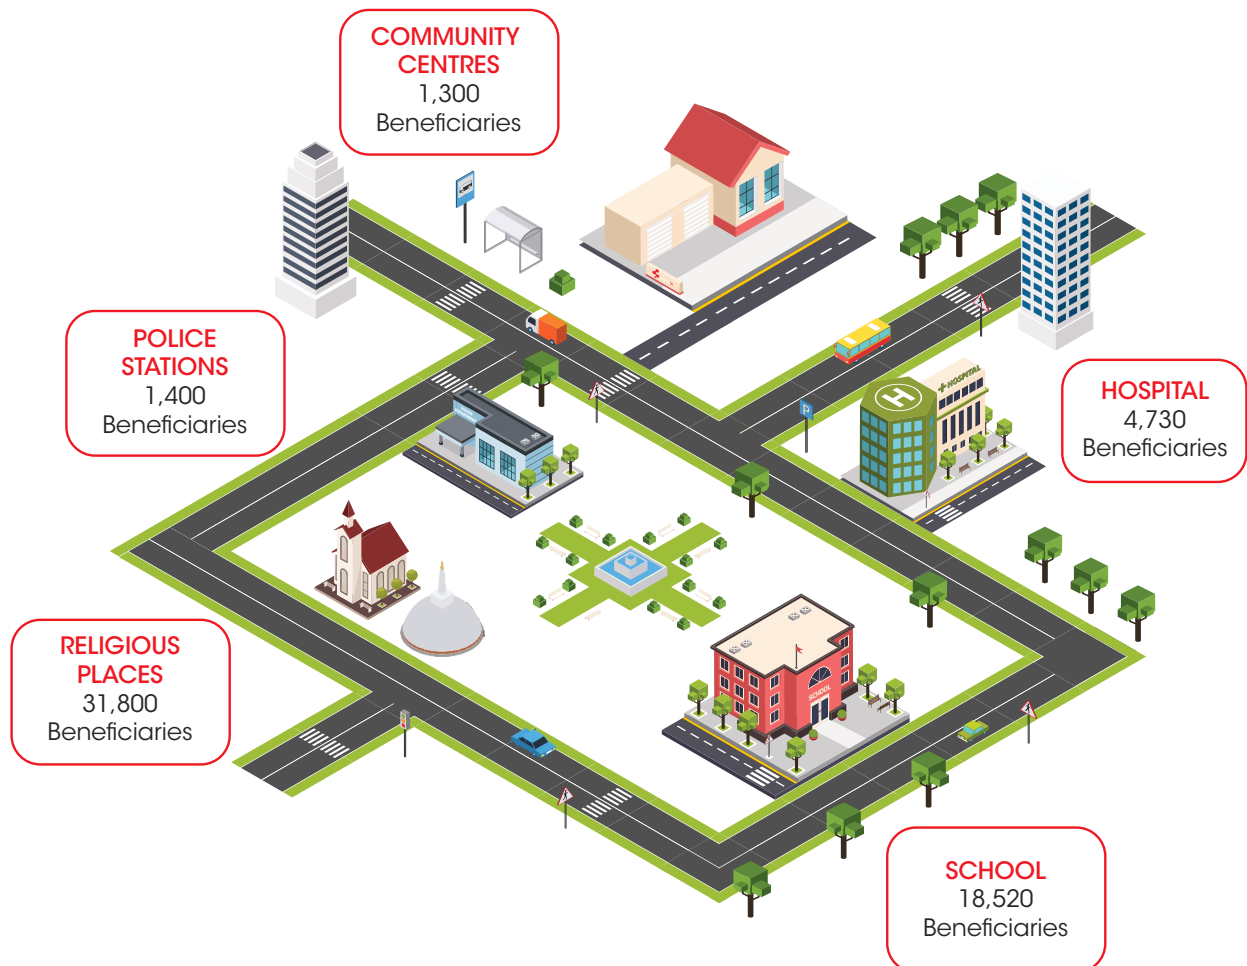 COMMUNITY
CENTRES
1,300
Beneficiaries
POLICE
STATIONS
1,400
Beneficiaries
HOSPITAL
HOSPITAL
4,730
Beneficiaries
H
P
RELIGIOUS
PLACES
31,800
Beneficiaries
SCHOOL
SCHOOL
18,520
Beneficiaries